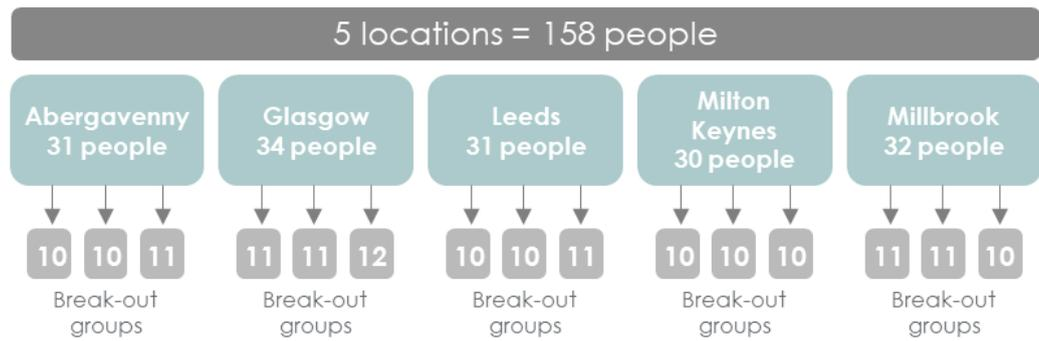 5 locations = 158 people
Abergavenny
31 people
Glasgow
34 people
Leeds
31 people
Milton
Keynes
30 people
Millbrook
32 people
10 10 11
11 11 12
10 10 11
10 10 10
11 11 10
Break-out
groups
Break-out
groups
Break-out
groups
Break-out
groups
Break-out
groups